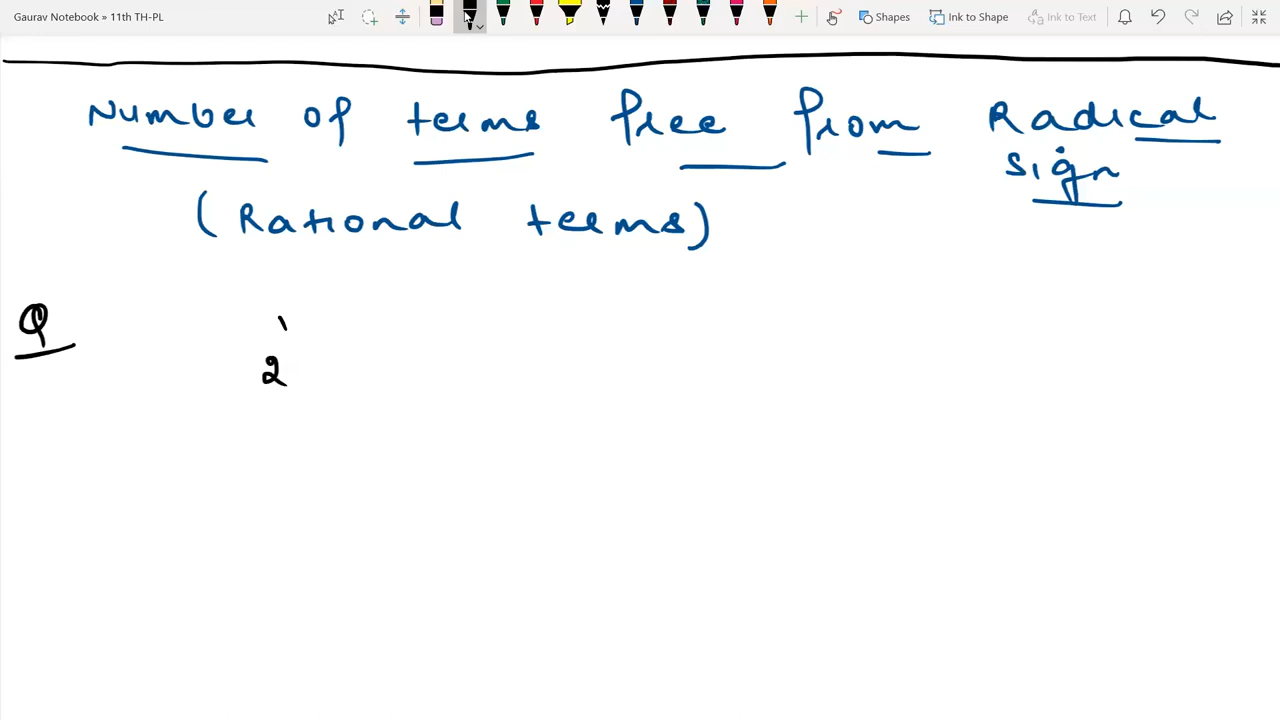 Gaurav Notebook » 11th TH-PL
Shapes Ink to Shape Ink to Text
Number of terms free from Radical
sign
(Rational terms)
Q
2